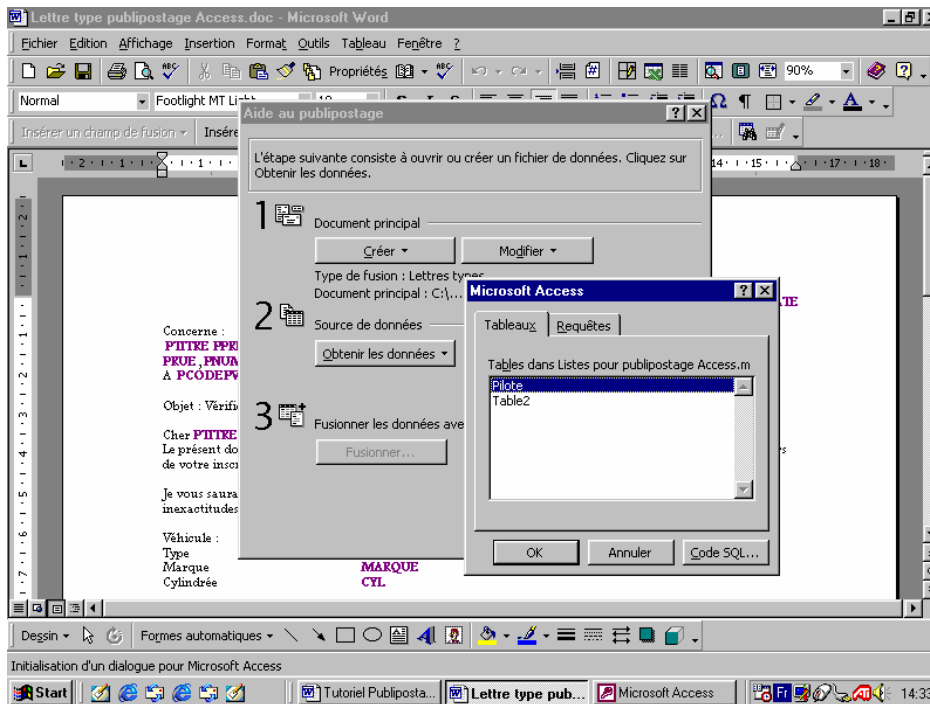 Lettre type publipostage Access.doc - Microsoft Word
Fichier Edition Affichage Insertion Format Outils Tableau Fenêtre ?
Propriétés 90%
Normal Footlight MT
Insérer un champ de fusion Insére
Aide au publipostage
L'étape suivante consiste à ouvrir ou créer un fichier de données. Cliquez sur
Obtenir les données.
1 Document principal
Créer Modifier
Type de fusion : Lettres types
Document principal : C:\...
2 Source de données
Obtenir les données
3 Fusionner les données ave
Fusionner...
Microsoft Access
Tableaux Requêtes
Tables dans Listes pour publipostage Access.m
Pilote
Table2
OK Annuler Code SQL...
Concerne :
PTITRE PPR
PRUE, PNUM
A PCODEPV
Objet : Vérifi
Cher PTITRE
Le présent do
de votre inscr
Je vous saura
inexactitudes
Véhicule :
Type
Marque MARQUE
Cylindrée CYL
Dessin Formes automatiques
Initialisation d'un dialogue pour Microsoft Access
Start Tutoriel Publiposta... Lettre type pub... Microsoft Access Fr 14:33